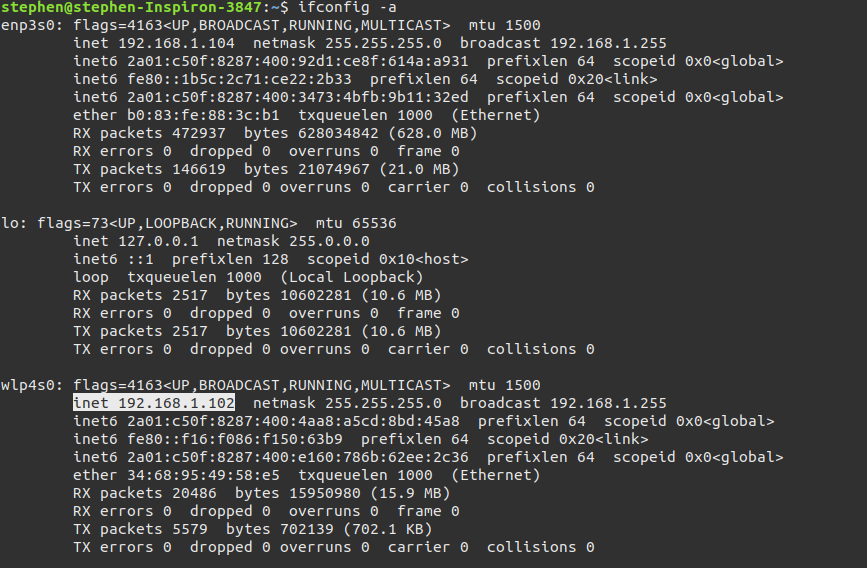 stephen@stephen-Inspiron-3847:~$ ifconfig -a
enp3s0: flags=4163<UP,BROADCAST,RUNNING,MULTICAST>  mtu 1500
        inet 192.168.1.104  netmask 255.255.255.0  broadcast 192.168.1.255
        inet6 2a01:c50f:8287:400:92d1:ce8f:614a:a931  prefixlen 64  scopeid 0x0<global>
        inet6 fe80::1b5c:2c71:ce22:2b33  prefixlen 64  scopeid 0x20<link>
        inet6 2a01:c50f:8287:400:3473:4bfb:9b11:32ed  prefixlen 64  scopeid 0x0<global>
        ether b0:83:fe:88:3c:b1  txqueuelen 1000  (Ethernet)
        RX packets 472937  bytes 628034842 (628.0 MB)
        RX errors 0  dropped 0  overruns 0  frame 0
        TX packets 146619  bytes 21074967 (21.0 MB)
        TX errors 0  dropped 0 overruns 0  carrier 0  collisions 0

lo: flags=73<UP,LOOPBACK,RUNNING>  mtu 65536
        inet 127.0.0.1  netmask 255.0.0.0
        inet6 ::1  prefixlen 128  scopeid 0x10<host>
        loop  txqueuelen 1000  (Local Loopback)
        RX packets 2517  bytes 10602281 (10.6 MB)
        RX errors 0  dropped 0  overruns 0  frame 0
        TX packets 2517  bytes 10602281 (10.6 MB)
        TX errors 0  dropped 0 overruns 0  carrier 0  collisions 0

wlp4s0: flags=4163<UP,BROADCAST,RUNNING,MULTICAST>  mtu 1500
        inet 192.168.1.102  netmask 255.255.255.0  broadcast 192.168.1.255
        inet6 2a01:c50f:8287:400:4aa8:a5cd:8bd:45a8  prefixlen 64  scopeid 0x0<global>
        inet6 fe80::f16:f086:f150:63b9  prefixlen 64  scopeid 0x20<link>
        inet6 2a01:c50f:8287:400:e160:786b:62ee:2c36  prefixlen 64  scopeid 0x0<global>
        ether 34:68:95:49:58:e5  txqueuelen 1000  (Ethernet)
        RX packets 20486  bytes 15950980 (15.9 MB)
        RX errors 0  dropped 0  overruns 0  frame 0
        TX packets 5579  bytes 702139 (702.1 KB)
        TX errors 0  dropped 0 overruns 0  carrier 0  collisions 0